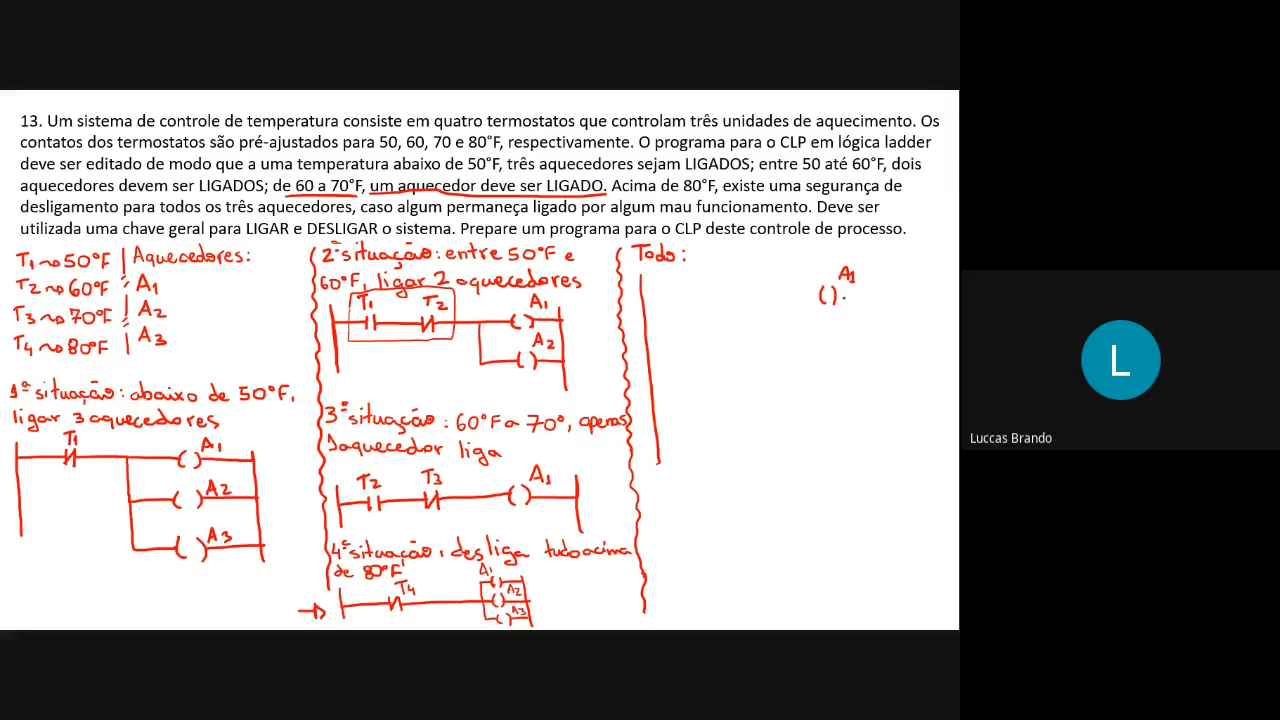 13. Um sistema de controle de temperatura consiste em quatro termostatos que controlam três unidades de aquecimento. Os
contatos dos termostatos são pré-ajustados para 50, 60, 70 e 80°F, respectivamente. O programa para o CLP em lógica ladder
deve ser editado de modo que a uma temperatura abaixo de 50°F, três aquecedores sejam LIGADOS; entre 50 até 60°F, dois
aquecedores devem ser LIGADOS; de 60 a 70°F, um aquecedor deve ser LIGADO. Acima de 80°F, existe uma segurança de
desligamento para todos os três aquecedores, caso algum permaneça ligado por algum mau funcionamento. Deve ser
utilizada uma chave geral para LIGAR e DESLIGAR o sistema. Prepare um programa para o CLP deste controle de processo.
T1 → 50°F
T2 → 60°F
T3 → 70°F
T4 → 80°F
Aquecedores:
A1
A2
A3
1ª situação: abaixo de 50°F,
ligar 3 aquecedores
T1
A1
A2
A3
2ª situação: entre 50°F e
60°F, ligar 2 aquecedores
T1 T2 A1
A2
3ª situação: 60°F a 70°, apenas
1 aquecedor liga
T2 T3 A1
4ª situação, desliga tudo acima
de 80°F
T4 A1
A2
A3
Todo:
A1
L
Luccas Brando